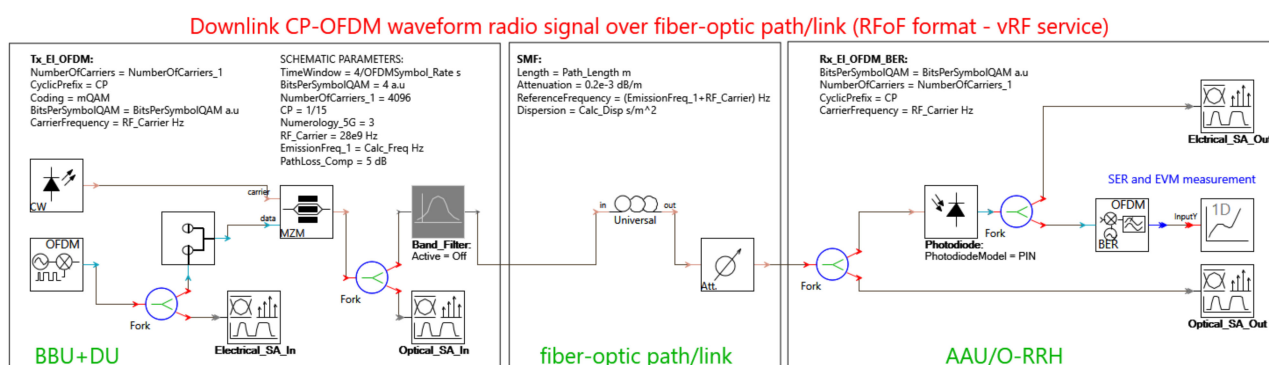 Downlink CP-OFDM waveform radio signal over fiber-optic path/link (RFoF format - vRF service)
Tx_El_OFDM:
NumberOfCarriers = NumberOfCarriers_1
CyclicPrefix = CP
Coding = mQAM
BitsPerSymbolQAM = BitsPerSymbolQAM a.u
CarrierFrequency = RF_Carrier Hz
SCHEMATIC PARAMETERS:
TimeWindow = 4/OFDMSymbol_Rate s
BitsPerSymbolQAM = 4 a.u
NumberOfCarriers_1 = 4096
CP = 1/15
Numerology_5G = 3
RF_Carrier = 28e9 Hz
EmissionFreq_1 = Calc_Freq Hz
PathLoss_Comp = 5 dB
CW
carrier
data
MZM
OFDM
Fork
Electrical_SA_In
Fork
Band_Filter:
Active = Off
Optical_SA_In
BBU+DU
SMF:
Length = Path_Length m
Attenuation = 0.2e-3 dB/m
ReferenceFrequency = (EmissionFreq_1+RF_Carrier) Hz
Dispersion = Calc_Disp s/m^2
in
out
Universal
Att.
fiber-optic path/link
Rx_El_OFDM_BER:
BitsPerSymbolQAM = BitsPerSymbolQAM a.u
NumberOfCarriers = NumberOfCarriers_1
CyclicPrefix = CP
CarrierFrequency = RF_Carrier Hz
Elctrical_SA_Out
SER and EVM measurement
Fork
Photodiode:
PhotodiodeModel = PIN
Fork
OFDM
BER
InputY
1D
Optical_SA_Out
AAU/O-RRH